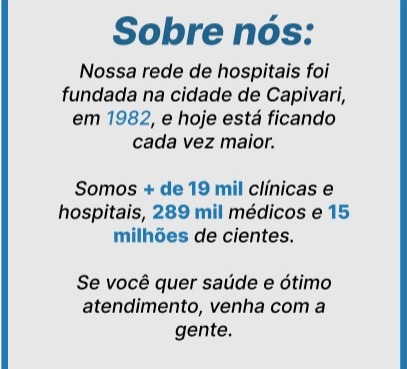 Sobre nós:
Nossa rede de hospitais foi
fundada na cidade de Capivari,
em 1982, e hoje está ficando
cada vez maior.
Somos + de 19 mil clínicas e
hospitais, 289 mil médicos e 15
milhões de cientes.
Se você quer saúde e ótimo
atendimento, venha com a
gente.